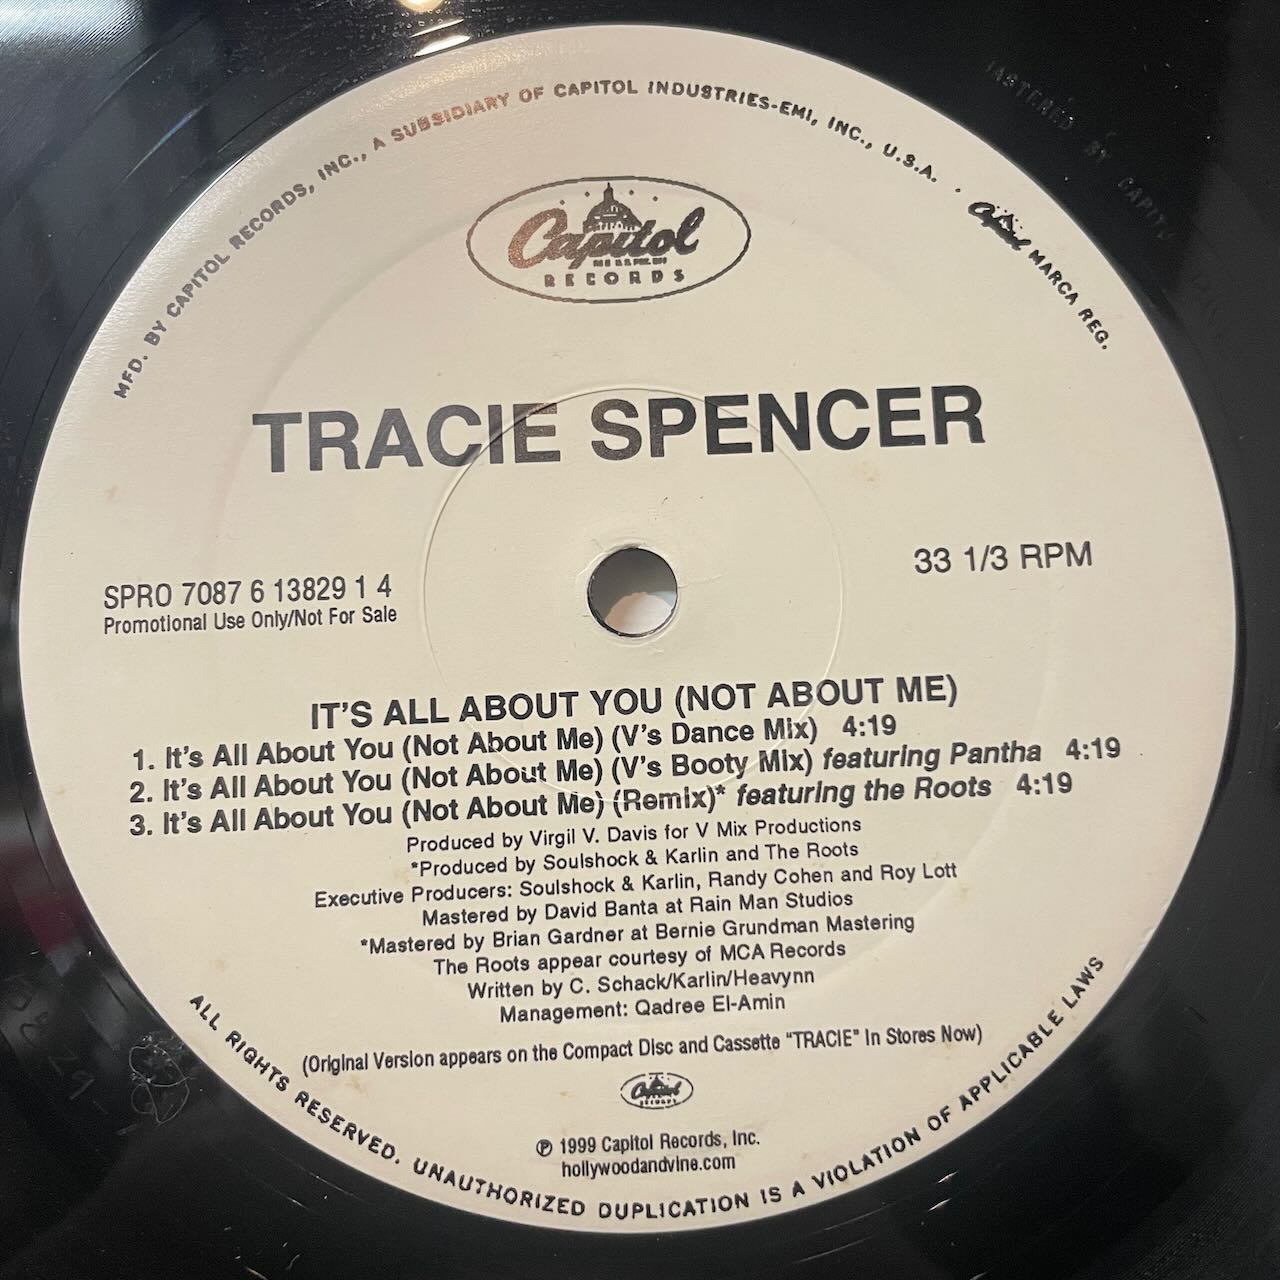 MFD. BY CAPITOL RECORDS, INC., A SUBSIDIARY OF CAPITOL INDUSTRIES-EMI, INC., U.S.A. · Capitol MARCA REG.
Capitol
RECORDS
TRACIE SPENCER
33 1/3 RPM
SPRO 7087 6 13829 1 4
Promotional Use Only/Not For Sale
IT'S ALL ABOUT YOU (NOT ABOUT ME)
1. It's All About You (Not About Me) (V's Dance Mix) 4:19
2. It's All About You (Not About Me) (V's Booty Mix) featuring Pantha 4:19
3. It's All About You (Not About Me) (Remix)* featuring the Roots 4:19
Produced by Virgil V. Davis for V Mix Productions
*Produced by Soulshock & Karlin and The Roots
Executive Producers: Soulshock & Karlin, Randy Cohen and Roy Lott
Mastered by David Banta at Rain Man Studios
*Mastered by Brian Gardner at Bernie Grundman Mastering
The Roots appear courtesy of MCA Records
Written by C. Schack/Karlin/Heavynn
Management: Qadree El-Amin
(Original Version appears on the Compact Disc and Cassette "TRACIE" In Stores Now)
Capitol
RECORDS
℗ 1999 Capitol Records, Inc.
hollywoodandvine.com
ALL RIGHTS RESERVED. UNAUTHORIZED DUPLICATION IS A VIOLATION OF APPLICABLE LAWS